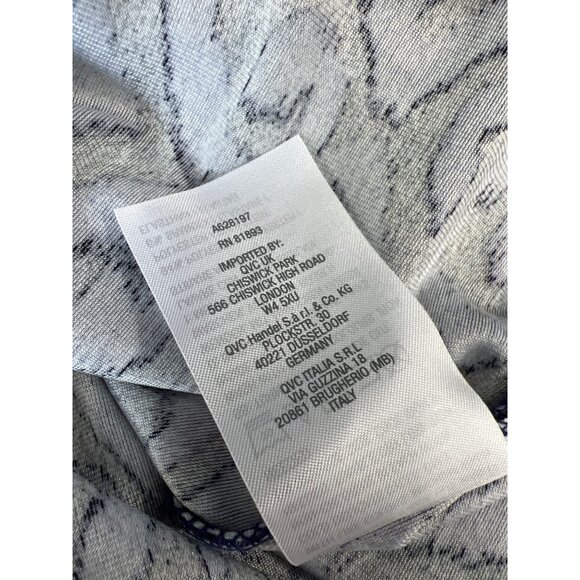 A628197
RN 81893
IMPORTED BY:
QVC UK
CHISWICK PARK
566 CHISWICK HIGH ROAD
LONDON
W4 5XU
QVC Handel S.à r.l. & Co. KG
PLOCKSTR. 30
40221 DÜSSELDORF
GERMANY
QVC ITALIA S.R.L
VIA GUZZINA 18
20861 BRUGHERIO (MB)
ITALY